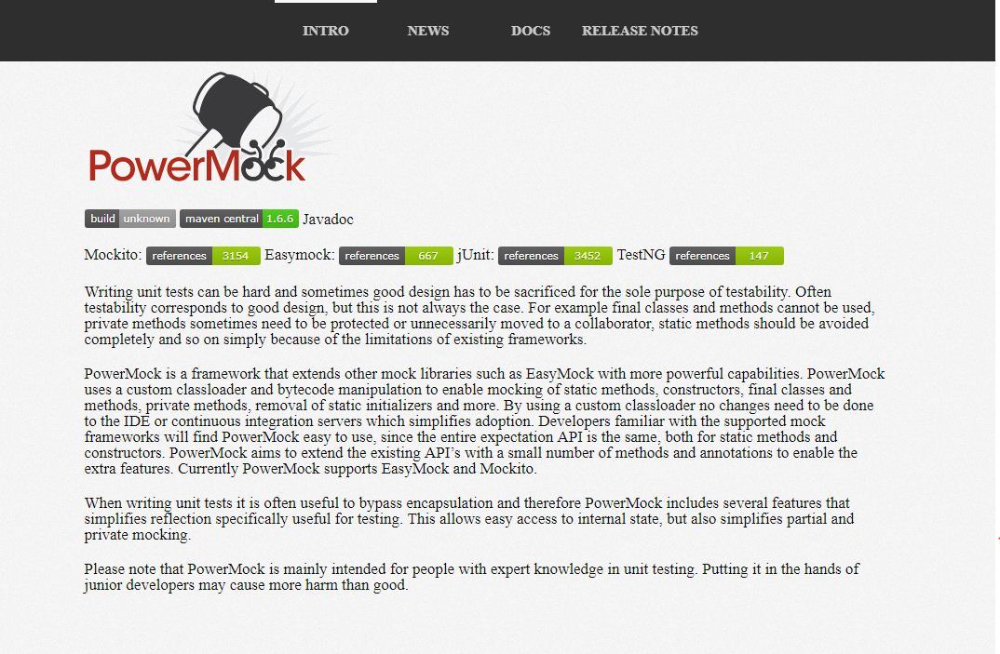 INTRO NEWS DOCS RELEASE NOTES
PowerMock
build unknown maven central 1.6.6 Javadoc
Mockito: references 3154 Easymock: references 667 jUnit: references 3452 TestNG references 147
Writing unit tests can be hard and sometimes good design has to be sacrificed for the sole purpose of testability. Often
testability corresponds to good design, but this is not always the case. For example final classes and methods cannot be used,
private methods sometimes need to be protected or unnecessarily moved to a collaborator, static methods should be avoided
completely and so on simply because of the limitations of existing frameworks.
PowerMock is a framework that extends other mock libraries such as EasyMock with more powerful capabilities. PowerMock
uses a custom classloader and bytecode manipulation to enable mocking of static methods, constructors, final classes and
methods, private methods, removal of static initializers and more. By using a custom classloader no changes need to be done
to the IDE or continuous integration servers which simplifies adoption. Developers familiar with the supported mock
frameworks will find PowerMock easy to use, since the entire expectation API is the same, both for static methods and
constructors. PowerMock aims to extend the existing API’s with a small number of methods and annotations to enable the
extra features. Currently PowerMock supports EasyMock and Mockito.
When writing unit tests it is often useful to bypass encapsulation and therefore PowerMock includes several features that
simplifies reflection specifically useful for testing. This allows easy access to internal state, but also simplifies partial and
private mocking.
Please note that PowerMock is mainly intended for people with expert knowledge in unit testing. Putting it in the hands of
junior developers may cause more harm than good.